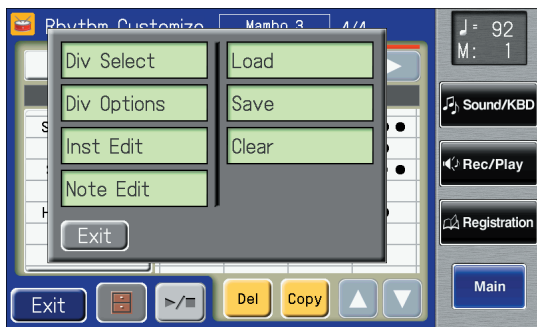 Rhythm Customize Mambo 3 4/4
♩= 92
M: 1
Div Select
Load
Div Options
Save
Inst Edit
Clear
Note Edit
Exit
Sound/KBD
Rec/Play
Registration
Main
Exit
Del
Copy